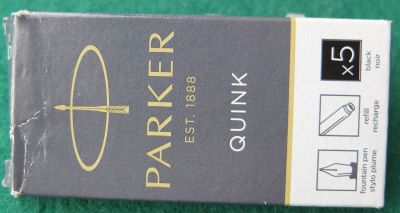 PARKER
EST. 1888
QUINK
x5
black
noir
refill
recharge
fountain pen
stylo plume